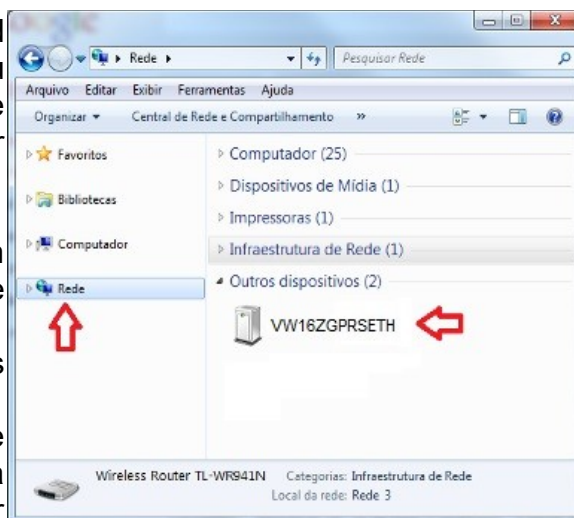 Rede
Pesquisar Rede
Arquivo Editar Exibir Ferramentas Ajuda
Organizar Central de Rede e Compartilhamento »
Favoritos
Bibliotecas
Computador
Rede
Computador (25)
Dispositivos de Mídia (1)
Impressoras (1)
Infraestrutura de Rede (1)
Outros dispositivos (2)
VW16ZGPRSETH
Wireless Router TL-WR941N Categorias: Infraestrutura de Rede
Local da rede: Rede 3